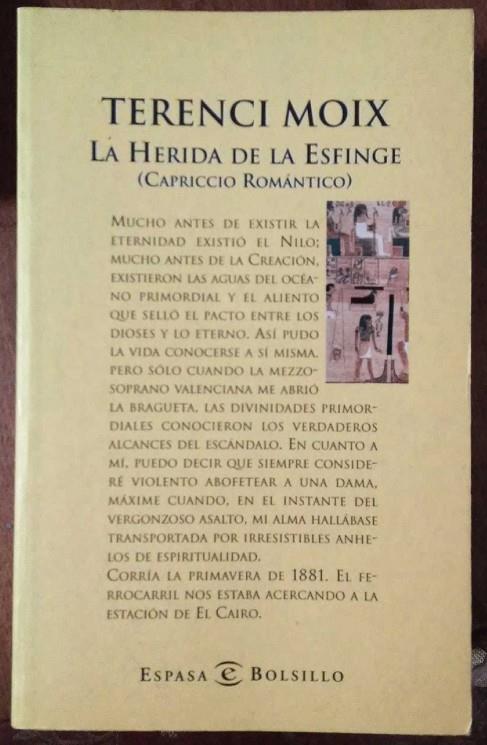 TERENCI MOIX
LA HERIDA DE LA ESFINGE
(CAPRICCIO ROMÁNTICO)
MUCHO ANTES DE EXISTIR LA
ETERNIDAD EXISTIÓ EL NILO;
MUCHO ANTES DE LA CREACIÓN,
EXISTIERON LAS AGUAS DEL OCÉA-
NO PRIMORDIAL Y EL ALIENTO
QUE SELLÓ EL PACTO ENTRE LOS
DIOSES Y LO ETERNO. ASÍ PUDO
LA VIDA CONOCERSE A SÍ MISMA.
PERO SÓLO CUANDO LA MEZZO-
SOPRANO VALENCIANA ME ABRIÓ
LA BRAGUETA, LAS DIVINIDADES PRIMOR-
DIALES CONOCIERON LOS VERDADEROS
ALCANCES DEL ESCÁNDALO. EN CUANTO A
MÍ, PUEDO DECIR QUE SIEMPRE CONSIDE-
RÉ VIOLENTO ABOFETEAR A UNA DAMA,
MÁXIME CUANDO, EN EL INSTANTE DEL
VERGONZOSO ASALTO, MI ALMA HALLÁBASE
TRANSPORTADA POR IRRESISTIBLES ANHE-
LOS DE ESPIRITUALIDAD.
CORRÍA LA PRIMAVERA DE 1881. EL FE-
RROCARRIL NOS ESTABA ACERCANDO A LA
ESTACIÓN DE EL CAIRO.
ESPASA e BOLSILLO